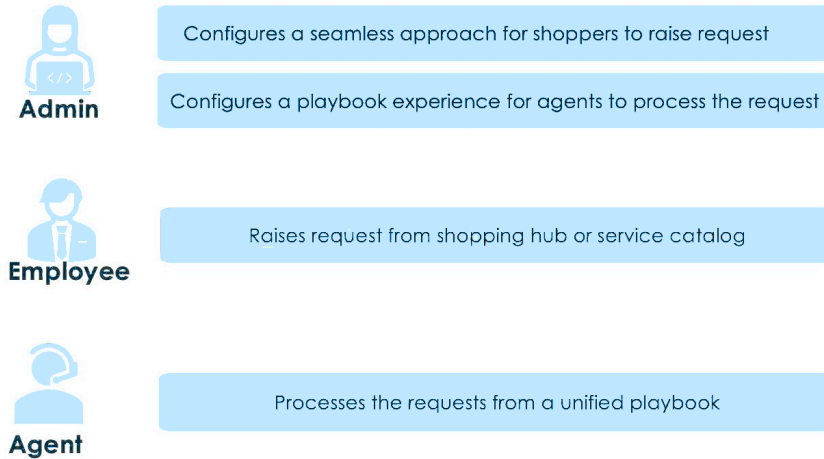 Configures a seamless approach for shoppers to raise request
</>
Admin
Configures a playbook experience for agents to process the request
Raises request from shopping hub or service catalog
Employee
Processes the requests from a unified playbook
Agent